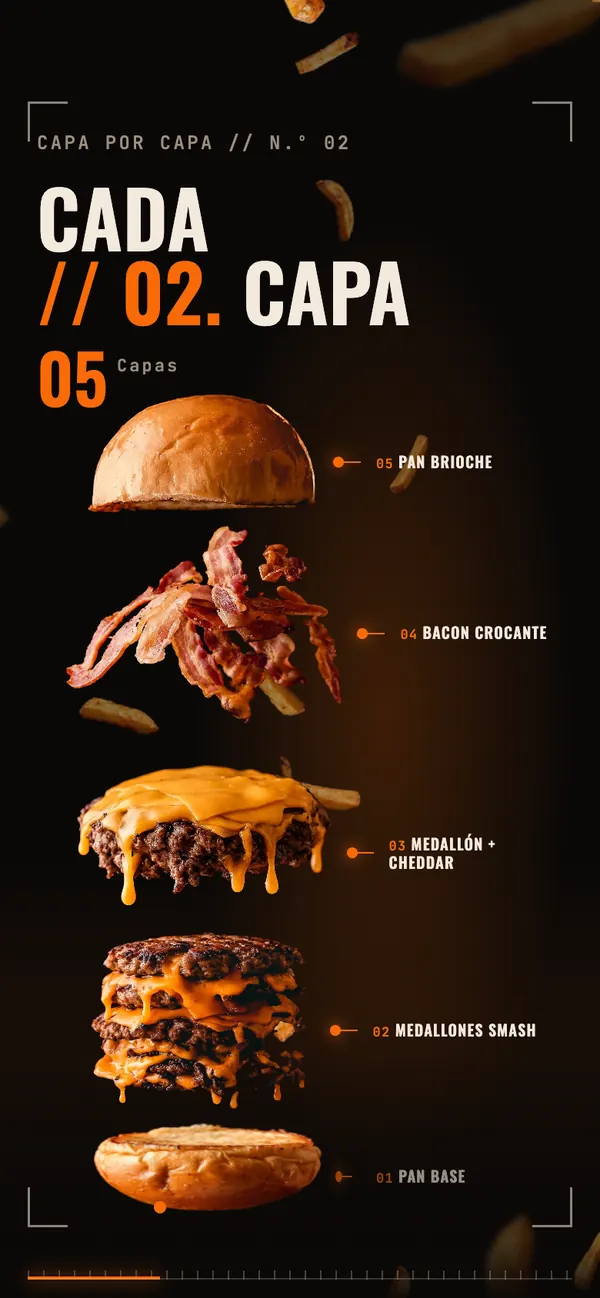 CAPA POR CAPA // N.° 02
CADA
// 02. CAPA
05 Capas
05 PAN BRIOCHE
04 BACON CROCANTE
03 MEDALLÓN +
CHEDDAR
02 MEDALLONES SMASH
01 PAN BASE